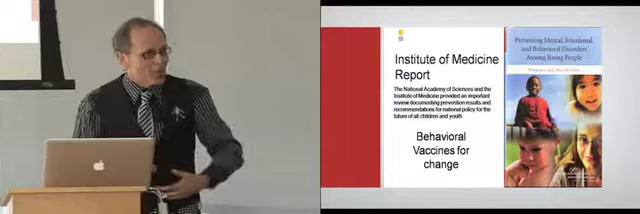 Institute of Medicine
Report
The National Academy of Sciences and the
Institute of Medicine provided an important
review documenting prevention results and
recommendations for national policy for the
future of all children and youth
Behavioral
Vaccines for
change
Preventing Mental, Emotional,
and Behavioral Disorders
Among Young People